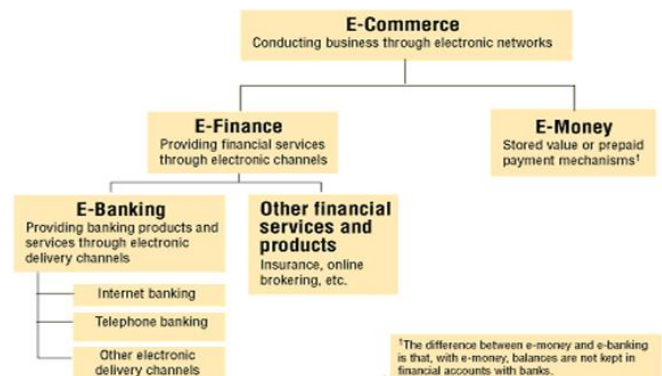 E-Commerce
Conducting business through electronic networks
E-Finance
Providing financial services
through electronic channels
E-Money
Stored value or prepaid
payment mechanisms¹
E-Banking
Providing banking products and
services through electronic
delivery channels
Other financial
services and
products
Insurance, online
brokering, etc.
Internet banking
Telephone banking
Other electronic
delivery channels
¹The difference between e-money and e-banking
is that, with e-money, balances are not kept in
financial accounts with banks.